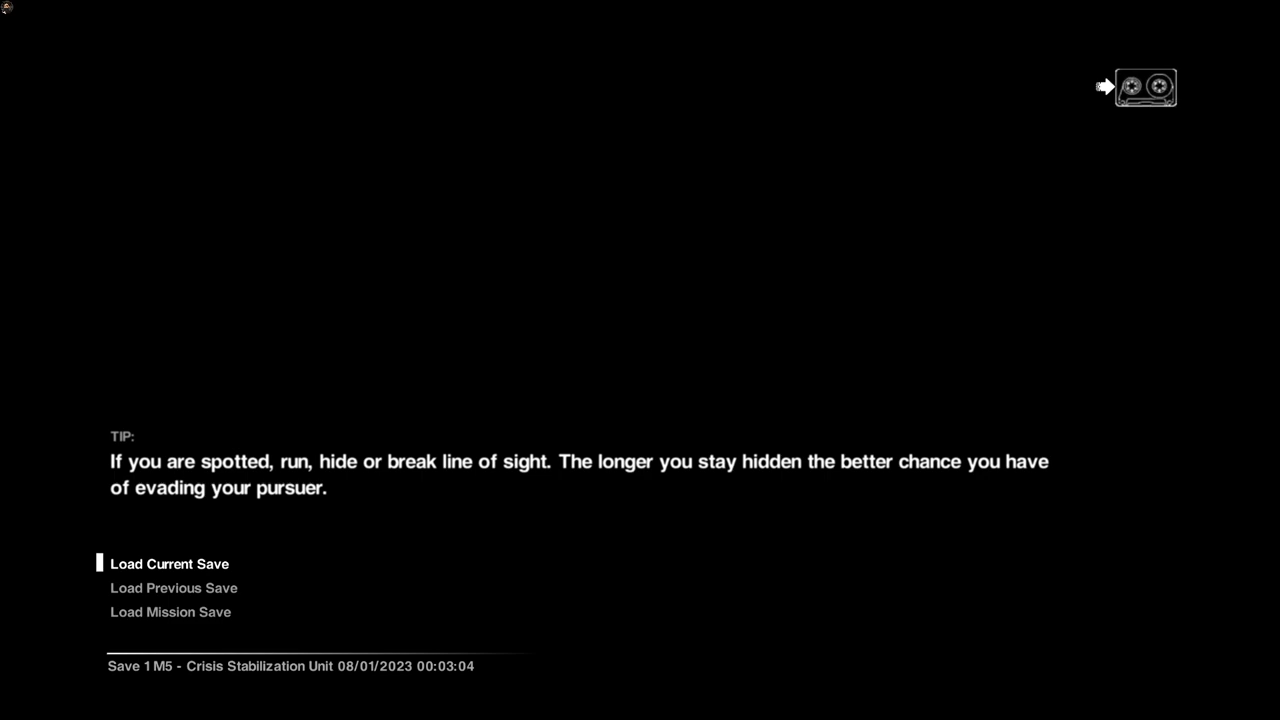 TIP:
If you are spotted, run, hide or break line of sight. The longer you stay hidden the better chance you have
of evading your pursuer.
Load Current Save
Load Previous Save
Load Mission Save
Save 1 M5 - Crisis Stabilization Unit 08/01/2023 00:03:04